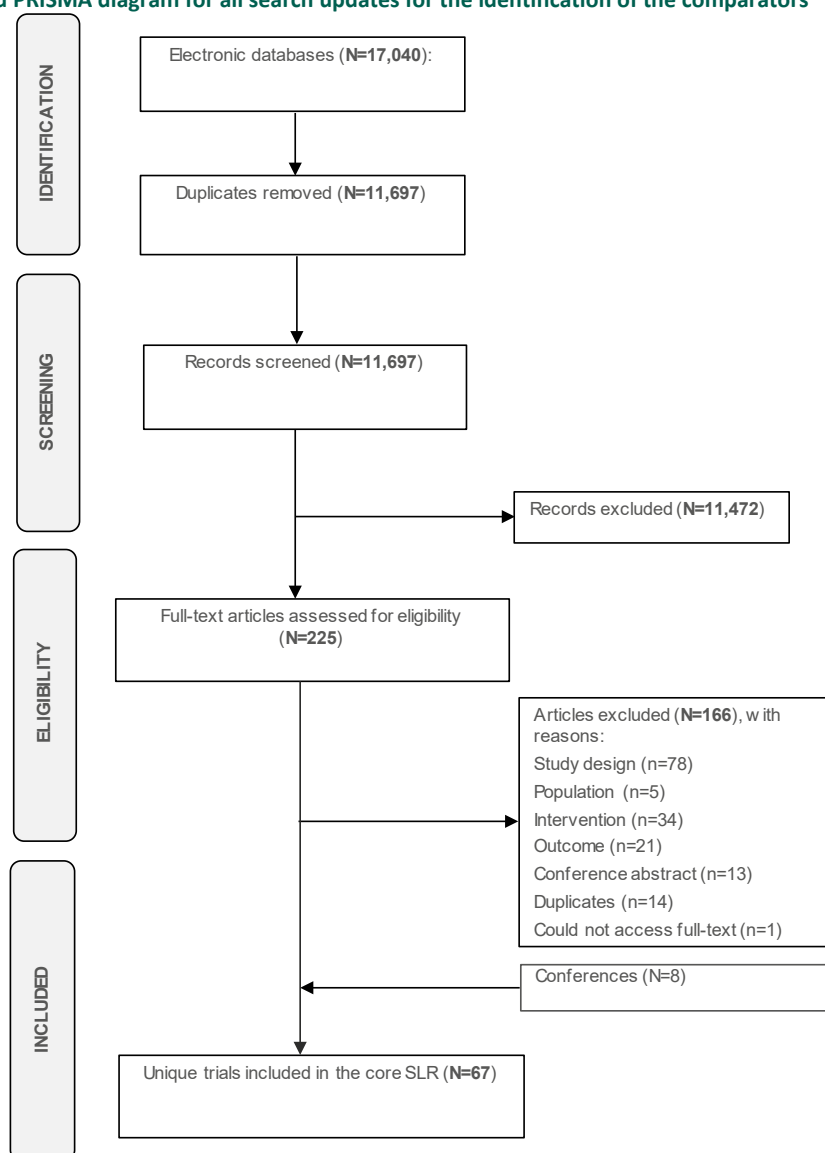 PRISMA diagram for all search updates for the identification of the comparators
IDENTIFICATION
Electronic databases (N=17,040):
Duplicates removed (N=11,697)
SCREENING
Records screened (N=11,697)
Records excluded (N=11,472)
ELIGIBILITY
Full-text articles assessed for eligibility
(N=225)
Articles excluded (N=166), with
reasons:
Study design (n=78)
Population (n=5)
Intervention (n=34)
Outcome (n=21)
Conference abstract (n=13)
Duplicates (n=14)
Could not access full-text (n=1)
INCLUDED
Conferences (N=8)
Unique trials included in the core SLR (N=67)